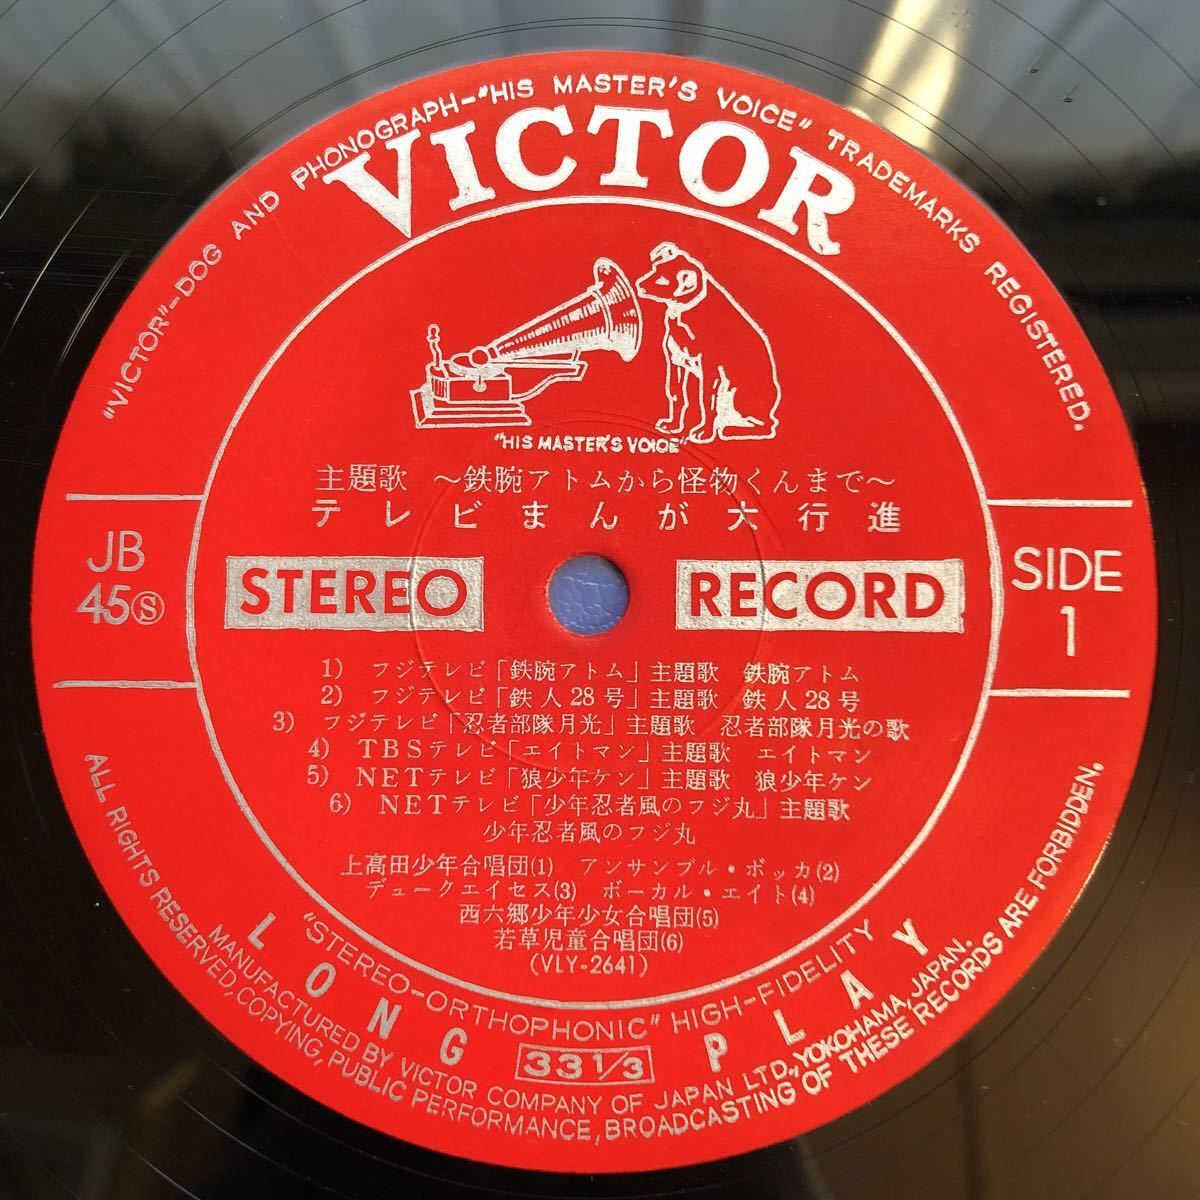 "VICTOR"-DOG AND PHONOGRAPH-"HIS MASTER'S VOICE" TRADEMARKS REGISTERED.
VICTOR
"HIS MASTER'S VOICE"
主題歌 ～鉄腕アトムから怪物くんまで～
テレビまんが大行進
JB
45Ⓢ
STEREO RECORD
SIDE
1
1) フジテレビ「鉄腕アトム」主題歌 鉄腕アトム
2) フジテレビ「鉄人28号」主題歌 鉄人28号
3) フジテレビ「忍者部隊月光」主題歌 忍者部隊月光の歌
4) TBSテレビ「エイトマン」主題歌 エイトマン
5) NETテレビ「狼少年ケン」主題歌 狼少年ケン
6) NETテレビ「少年忍者風のフジ丸」主題歌
少年忍者風のフジ丸
上高田少年合唱団(1) アンサンブル・ボッカ(2)
デュークエイセス(3) ボーカル・エイト(4)
西六郷少年少女合唱団(5)
若草児童合唱団(6)
(VLY-2641)
"STEREO-ORTHOPHONIC" HIGH-FIDELITY
LONG 33 1/3 PLAY
MANUFACTURED BY VICTOR COMPANY OF JAPAN LTD., YOKOHAMA, JAPAN.
ALL RIGHTS RESERVED, COPYING, PUBLIC PERFORMANCE, BROADCASTING OF THESE RECORDS ARE FORBIDDEN.